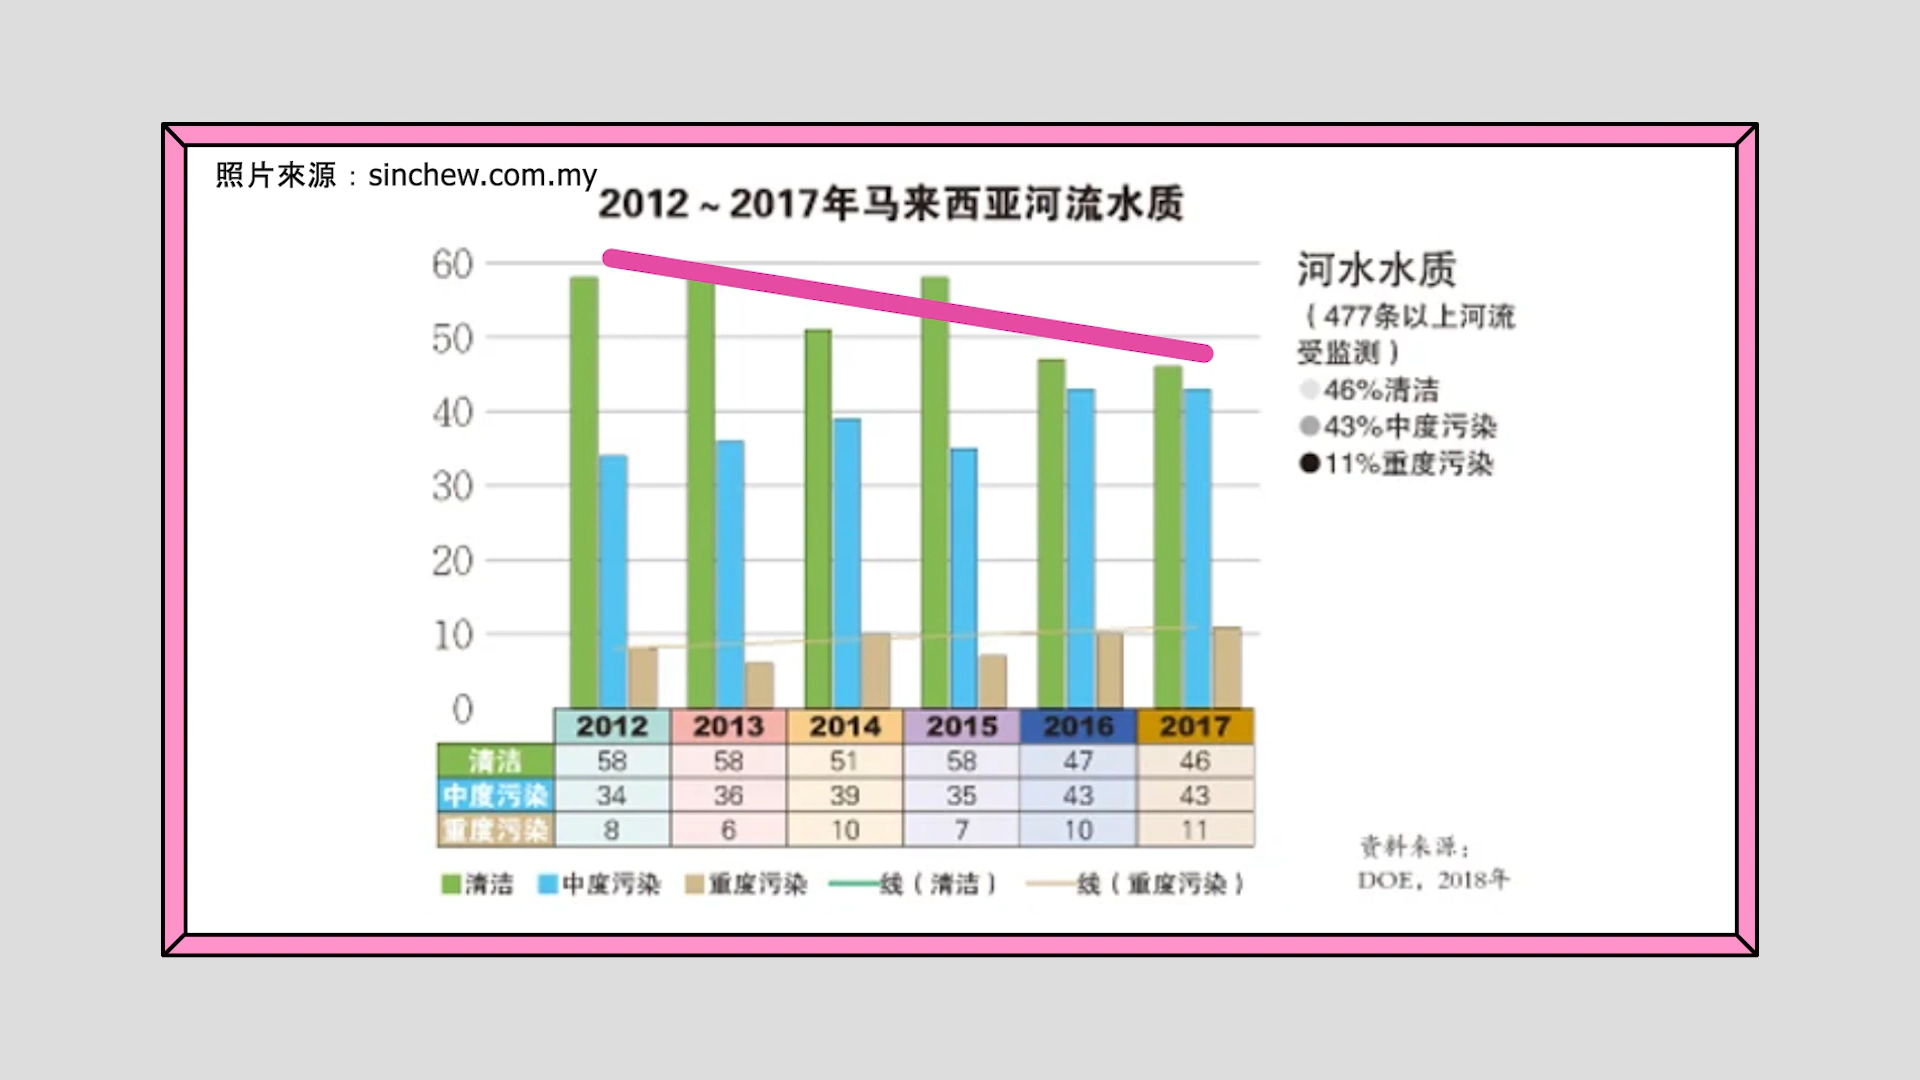 照片來源：sinchew.com.my
2012～2017年马来西亚河流水质
60
50
40
30
20
10
0
2012 2013 2014 2015 2016 2017
清洁 58 58 51 58 47 46
中度污染 34 36 39 35 43 43
重度污染 8 6 10 7 10 11
清洁 中度污染 重度污染 线（清洁） 线（重度污染）
河水水质
（477条以上河流
受监测）
46%清洁
43%中度污染
11%重度污染
资料来源：
DOE，2018年